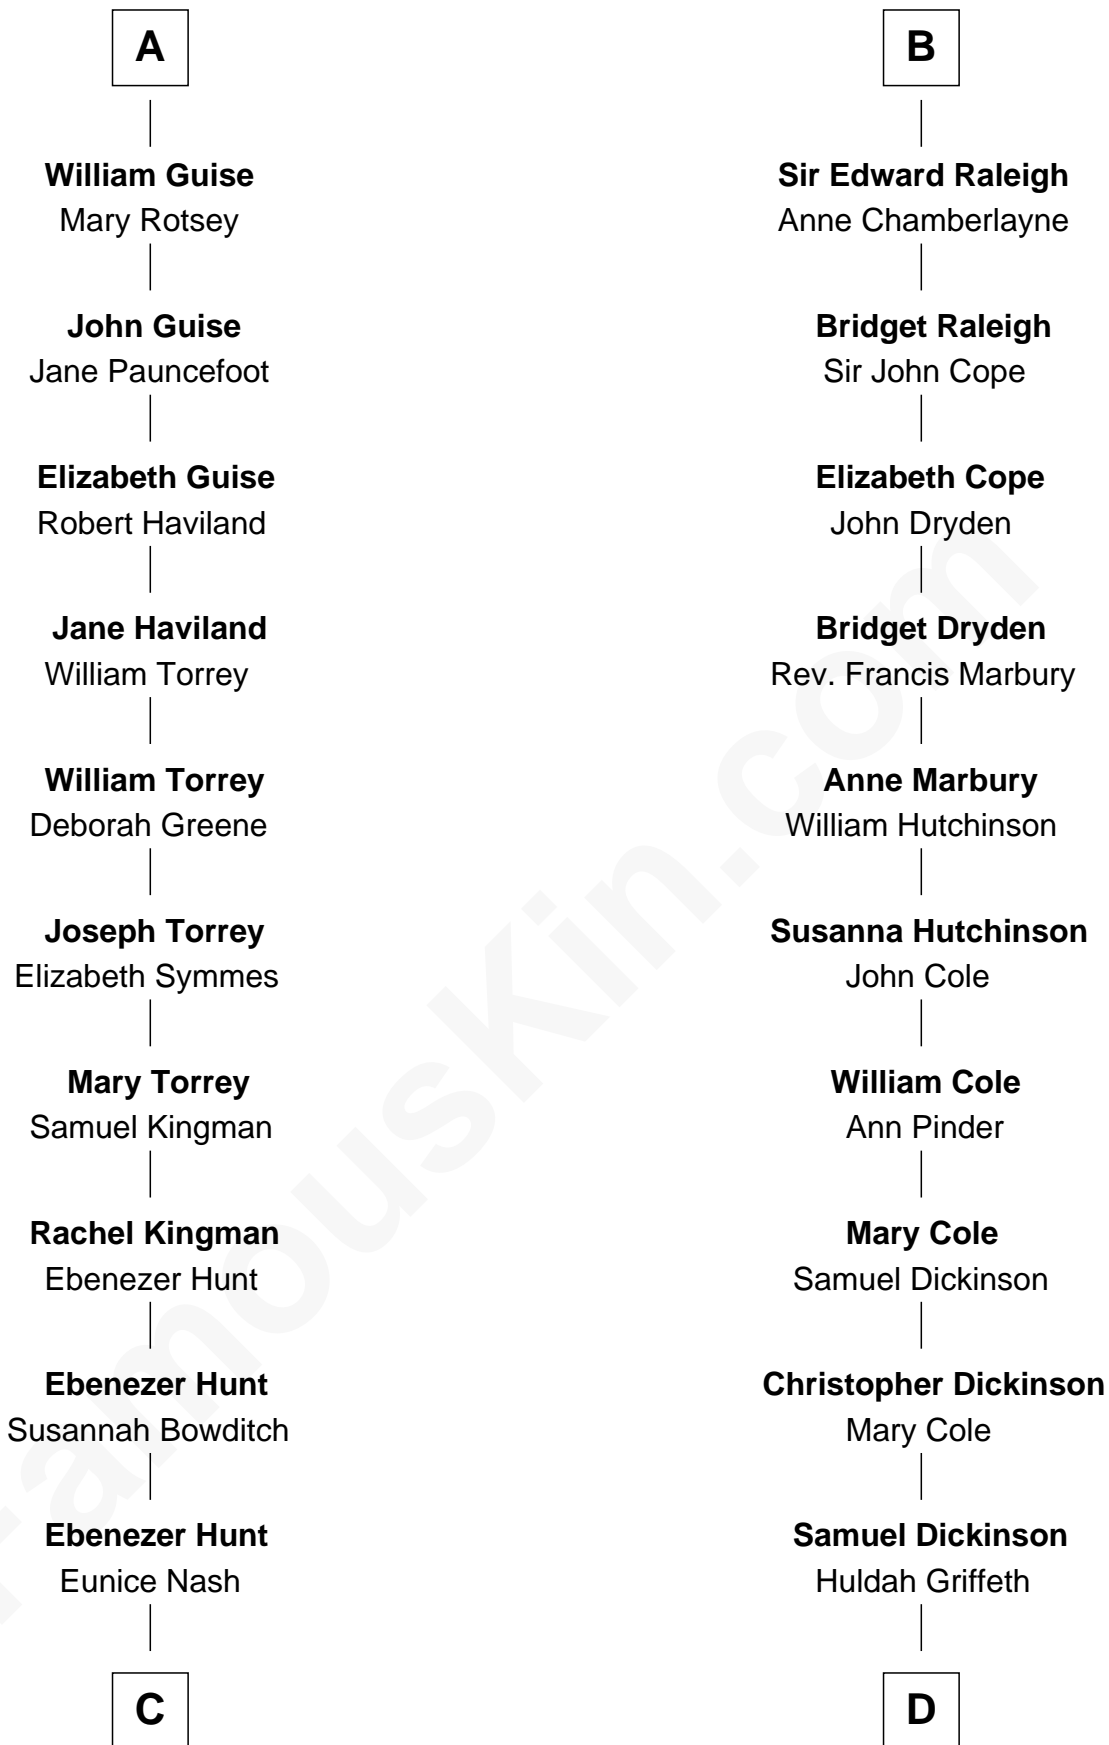 A
William Guise
Mary Rotsey
John Guise
Jane Pauncefoot
Elizabeth Guise
Robert Haviland
Jane Haviland
William Torrey
William Torrey
Deborah Greene
Joseph Torrey
Elizabeth Symmes
Mary Torrey
Samuel Kingman
Rachel Kingman
Ebenezer Hunt
Ebenezer Hunt
Susannah Bowditch
Ebenezer Hunt
Eunice Nash
C
B
Sir Edward Raleigh
Anne Chamberlayne
Bridget Raleigh
Sir John Cope
Elizabeth Cope
John Dryden
Bridget Dryden
Rev. Francis Marbury
Anne Marbury
William Hutchinson
Susanna Hutchinson
John Cole
William Cole
Ann Pinder
Mary Cole
Samuel Dickinson
Christopher Dickinson
Mary Cole
Samuel Dickinson
Huldah Griffeth
D
FamousKin.com